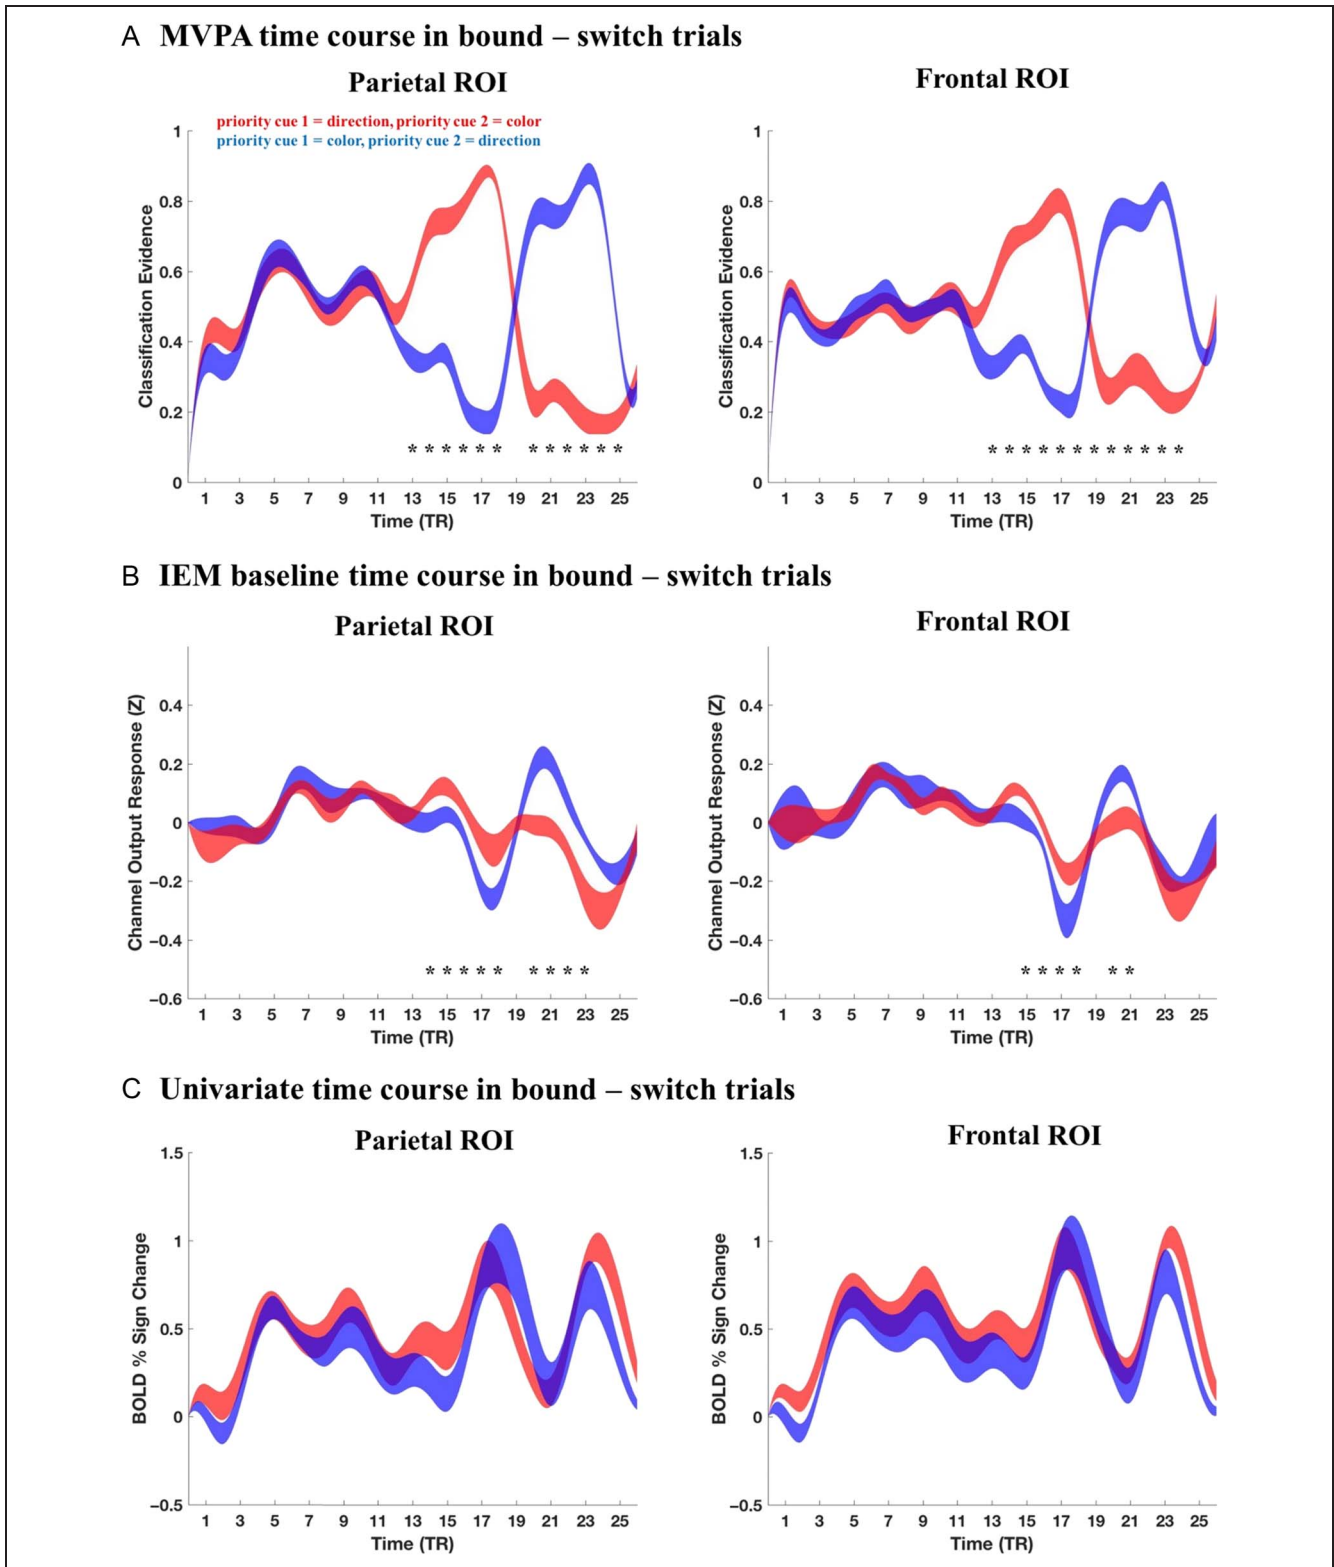 A MVPA time course in bound – switch trials
Parietal ROI
Frontal ROI
priority cue 1 = direction, priority cue 2 = color
priority cue 1 = color, priority cue 2 = direction
Classification Evidence
1
0.8
0.6
0.4
0.2
0
* * * * * * * * * * * *
1 3 5 7 9 11 13 15 17 19 21 23 25
Time (TR)
Classification Evidence
1
0.8
0.6
0.4
0.2
0
* * * * * * * * * * * *
1 3 5 7 9 11 13 15 17 19 21 23 25
Time (TR)
B IEM baseline time course in bound – switch trials
Parietal ROI
Frontal ROI
Channel Output Response (Z)
0.4
0.2
0
−0.2
−0.4
−0.6
* * * * * * * * *
1 3 5 7 9 11 13 15 17 19 21 23 25
Time (TR)
Channel Output Response (Z)
0.4
0.2
0
−0.2
−0.4
−0.6
* * * * * *
1 3 5 7 9 11 13 15 17 19 21 23 25
Time (TR)
C Univariate time course in bound – switch trials
Parietal ROI
Frontal ROI
BOLD % Sign Change
1.5
1
0.5
0
−0.5
1 3 5 7 9 11 13 15 17 19 21 23 25
Time (TR)
BOLD % Sign Change
1.5
1
0.5
0
−0.5
1 3 5 7 9 11 13 15 17 19 21 23 25
Time (TR)